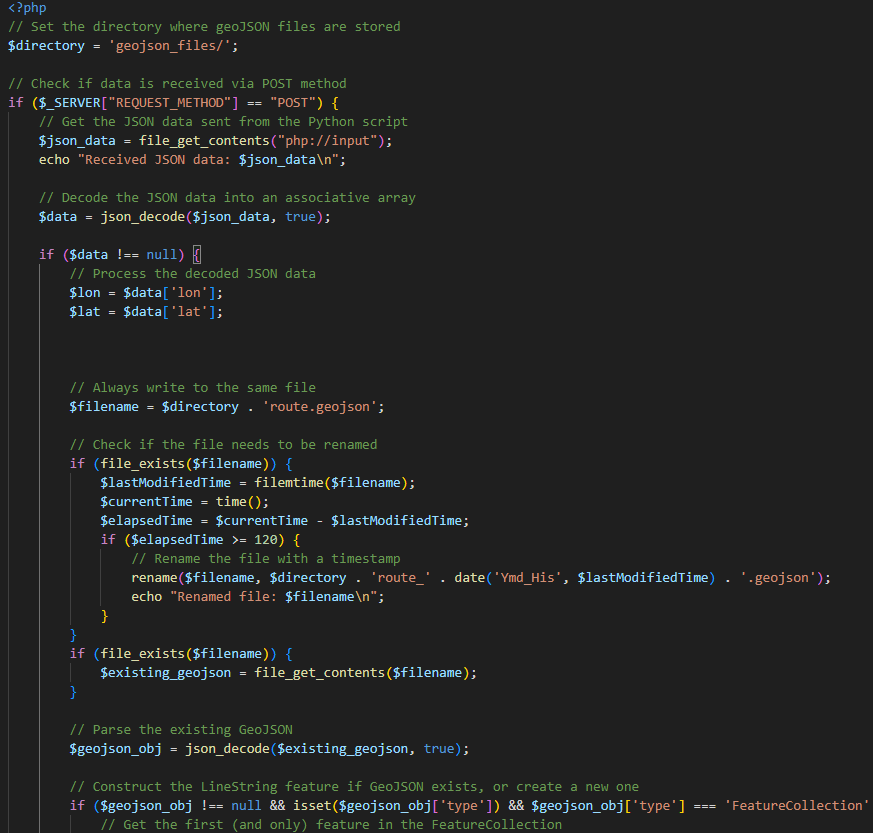 <?php
// Set the directory where geoJSON files are stored
$directory = 'geojson_files/';
// Check if data is received via POST method
if ($_SERVER["REQUEST_METHOD"] == "POST") {
// Get the JSON data sent from the Python script
$json_data = file_get_contents("php://input");
echo "Received JSON data: $json_data\n";
// Decode the JSON data into an associative array
$data = json_decode($json_data, true);
if ($data !== null) {
// Process the decoded JSON data
$lon = $data['lon'];
$lat = $data['lat'];
// Always write to the same file
$filename = $directory . 'route.geojson';
// Check if the file needs to be renamed
if (file_exists($filename)) {
$lastModifiedTime = filemtime($filename);
$currentTime = time();
$elapsedTime = $currentTime - $lastModifiedTime;
if ($elapsedTime >= 120) {
// Rename the file with a timestamp
rename($filename, $directory . 'route_' . date('Ymd_His', $lastModifiedTime) . '.geojson');
echo "Renamed file: $filename\n";
}
}
if (file_exists($filename)) {
$existing_geojson = file_get_contents($filename);
}
// Parse the existing GeoJSON
$geojson_obj = json_decode($existing_geojson, true);
// Construct the LineString feature if GeoJSON exists, or create a new one
if ($geojson_obj !== null && isset($geojson_obj['type']) && $geojson_obj['type'] === 'FeatureCollection'
// Get the first (and only) feature in the FeatureCollection